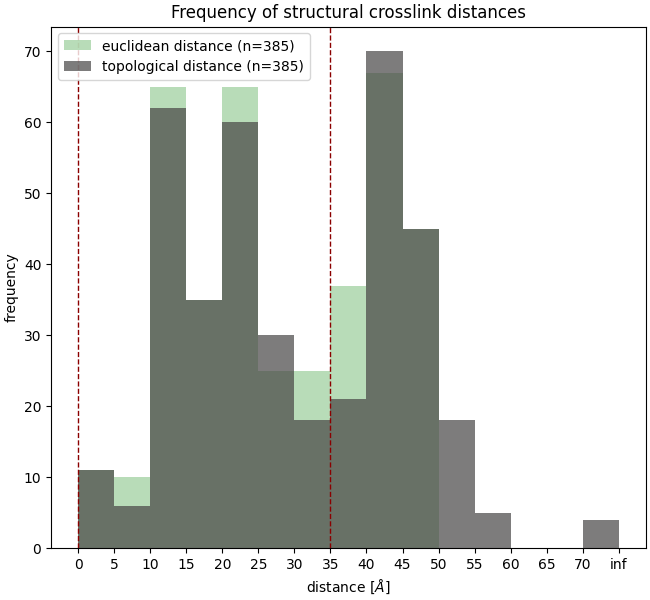 Frequency of structural crosslink distances
euclidean distance (n=385)
topological distance (n=385)
70
60
50
40
30
20
10
0
frequency
0 5 10 15 20 25 30 35 40 45 50 55 60 65 70 inf
distance [Å]